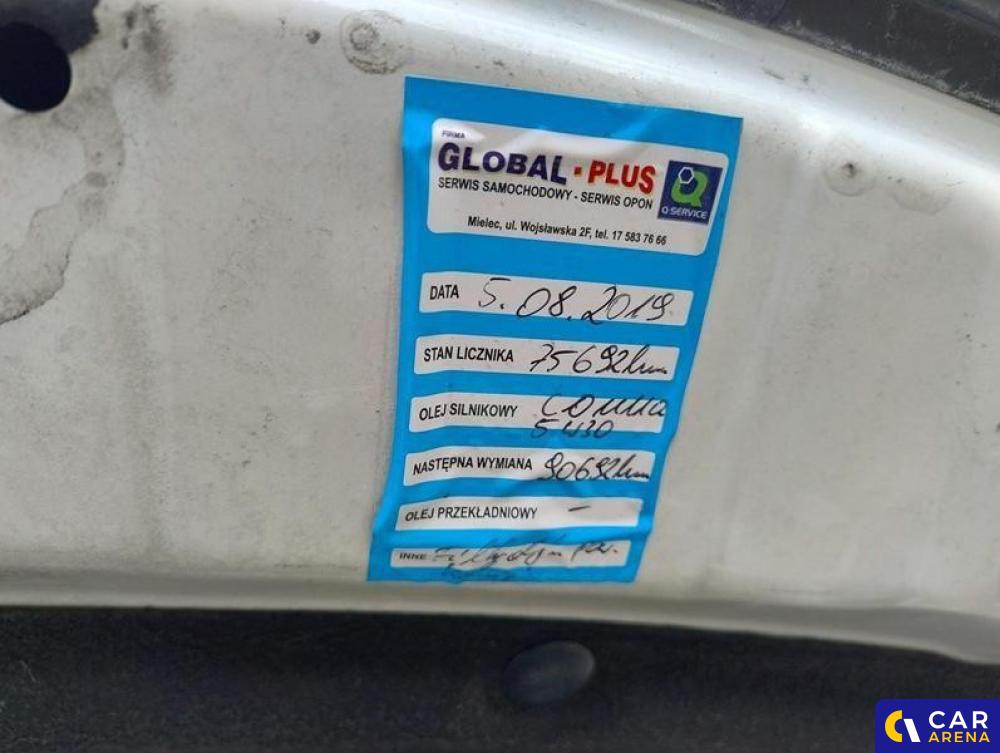 FIRMA
GLOBAL - PLUS
SERWIS SAMOCHODOWY - SERWIS OPON
Q-SERVICE
Mielec, ul. Wojsławska 2F, tel. 17 583 76 66
DATA 5.08.2019.
STAN LICZNIKA 75692km
OLEJ SILNIKOWY COMMA
5W30
NASTĘPNA WYMIANA 90692km
OLEJ PRZEKŁADNIOWY -
INNE
CAR
ARENA